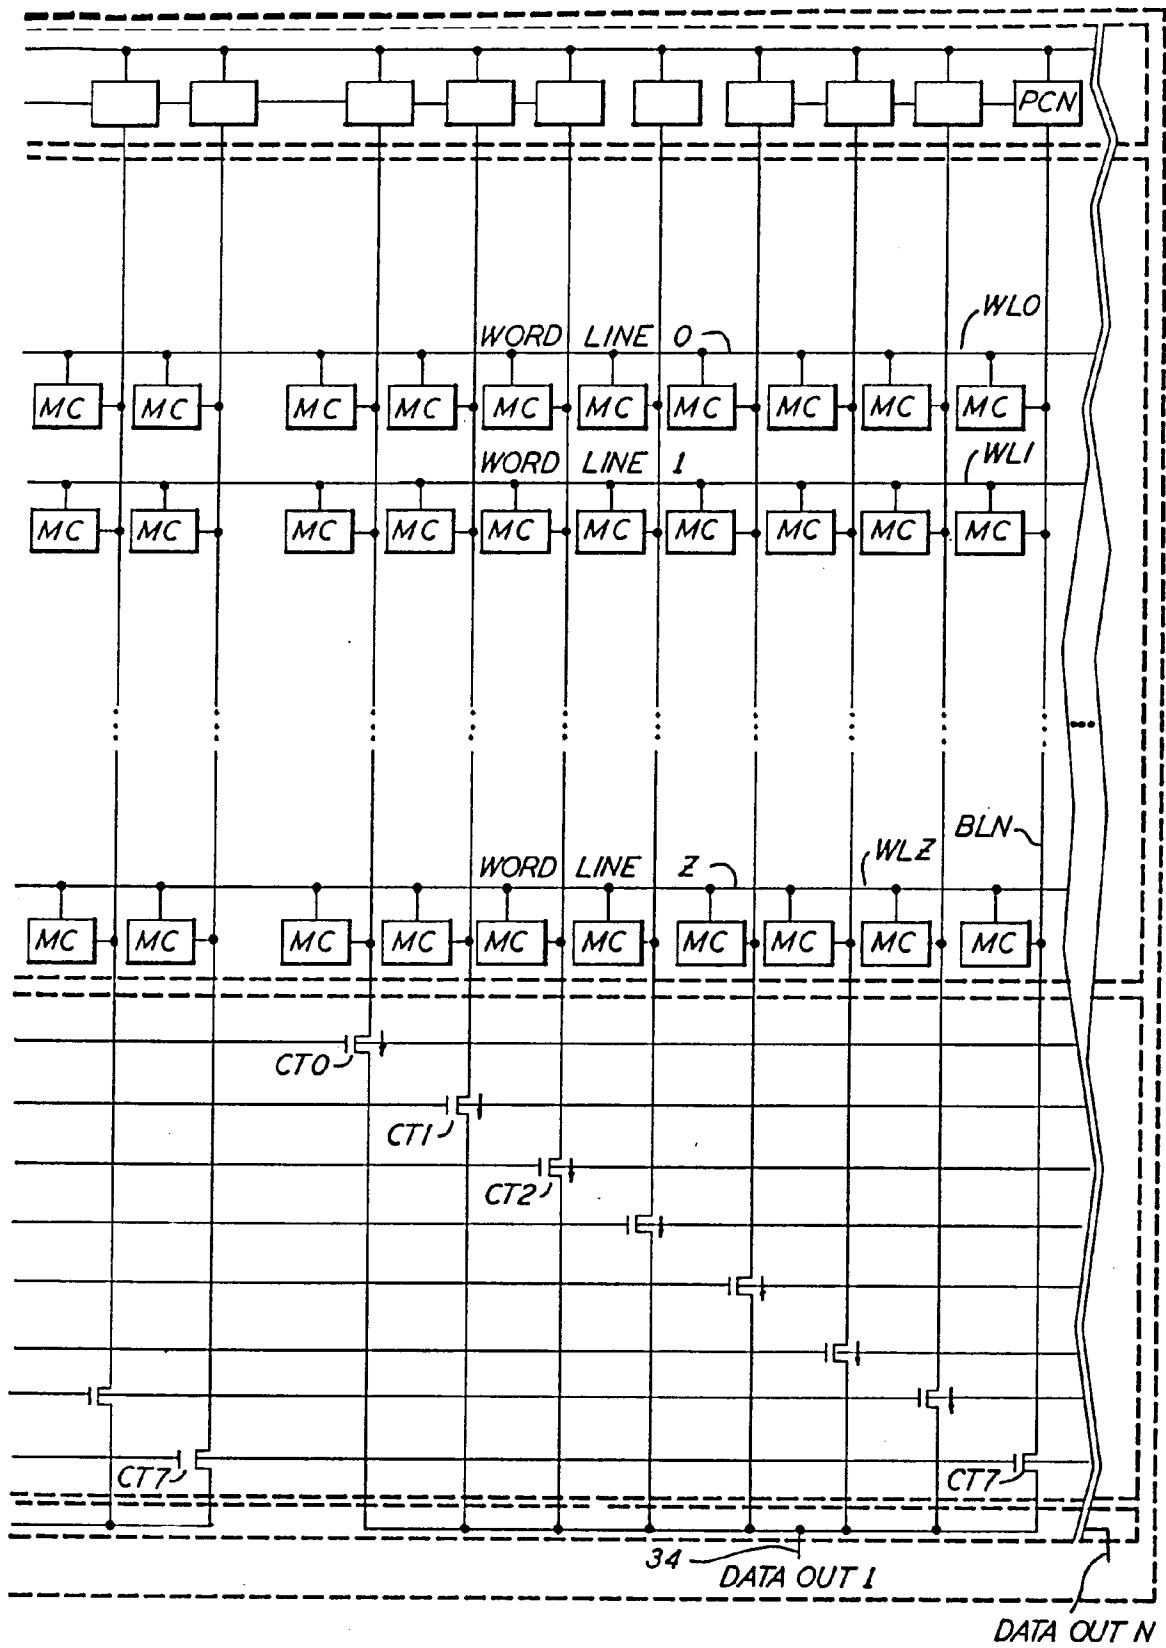 PCN
WL0
WORD LINE 0
MC MC MC MC MC MC MC MC MC MC
WORD LINE 1
WL1
MC MC MC MC MC MC MC MC MC MC
BLN
WORD LINE Z
WLZ
MC MC MC MC MC MC MC MC MC MC
CT0
CT1
CT2
CT7
CT7
34
DATA OUT 1
DATA OUT N